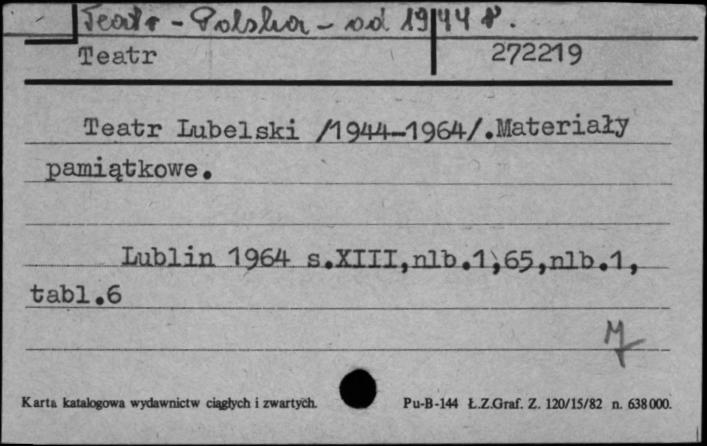 Teatr - Polska - od 1944 r.
Teatr 272219
Teatr Lubelski /1944-1964/.Materiały
pamiątkowe.
Lublin 1964 s.XIII,nlb.1,65,nlb.1,
tabl.6
Karta katalogowa wydawnictw ciągłych i zwartych. Pu-B-144 Ł.Z.Graf. Z. 120/15/82 n. 638000.